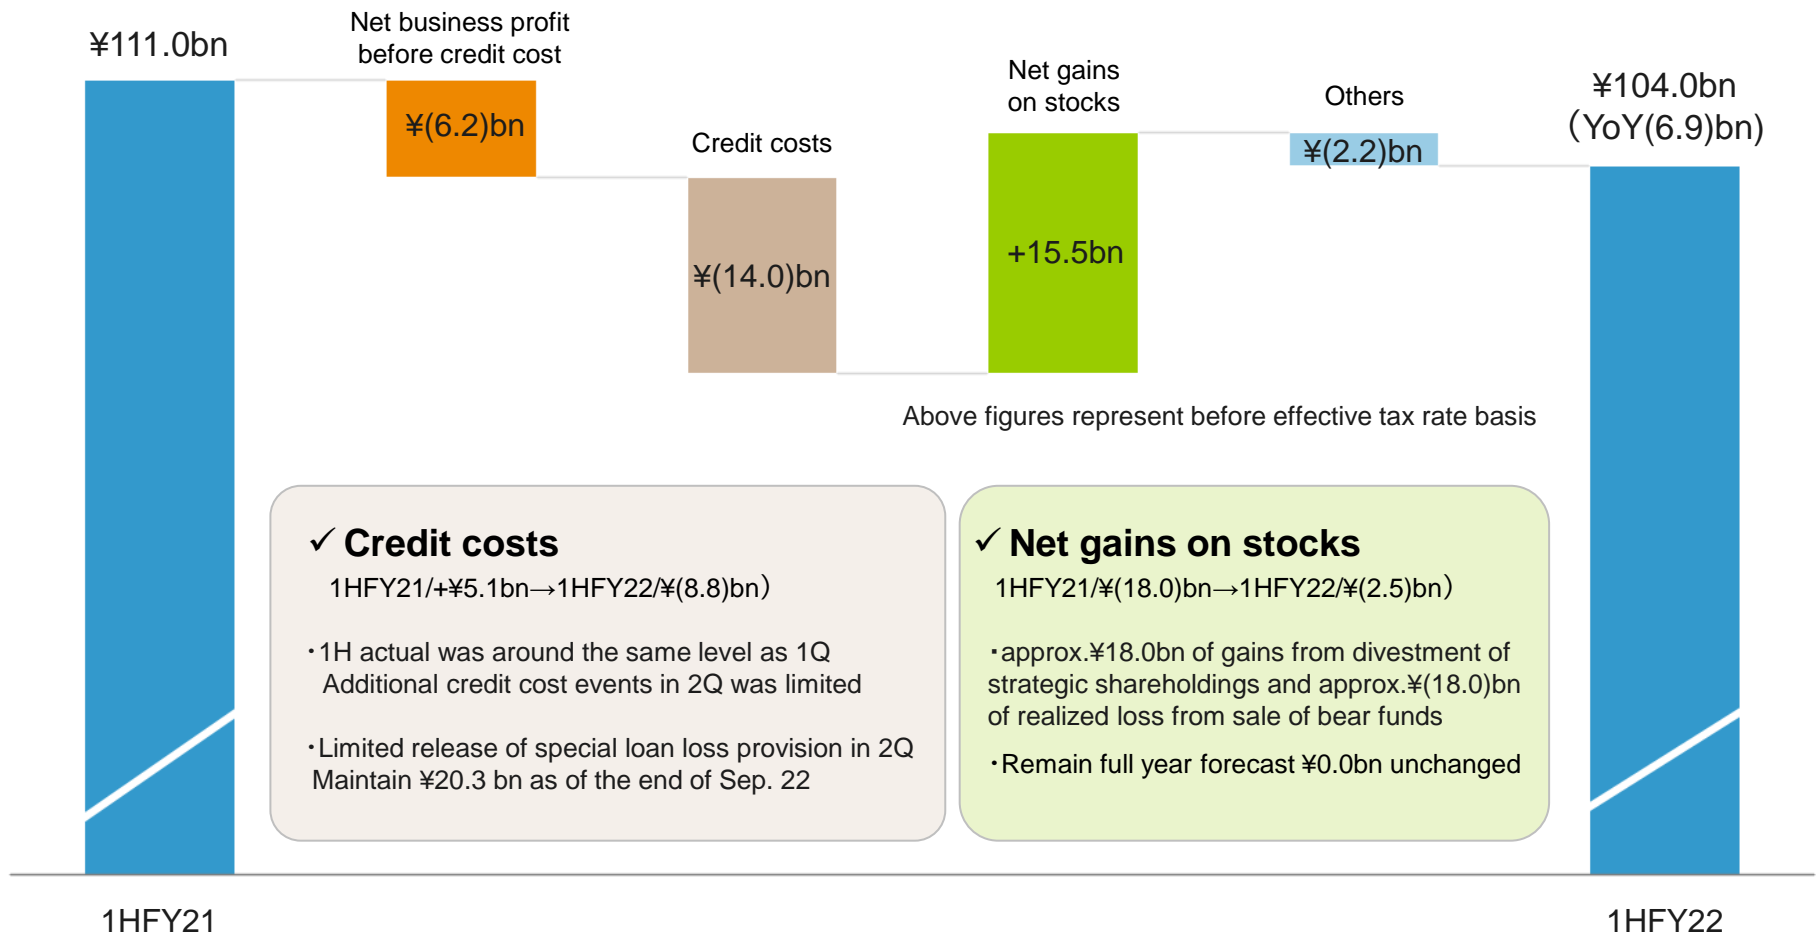 ¥111.0bn
Net business profit
before credit cost
¥(6.2)bn
Credit costs
¥(14.0)bn
Net gains
on stocks
+15.5bn
Others
¥(2.2)bn
¥104.0bn
（YoY(6.9)bn)
Above figures represent before effective tax rate basis
✓ Credit costs
1HFY21/+¥5.1bn→1HFY22/¥(8.8)bn）
・1H actual was around the same level as 1Q
Additional credit cost events in 2Q was limited
・Limited release of special loan loss provision in 2Q
Maintain ¥20.3 bn as of the end of Sep. 22
✓ Net gains on stocks
1HFY21/¥(18.0)bn→1HFY22/¥(2.5)bn）
・approx.¥18.0bn of gains from divestment of
strategic shareholdings and approx.¥(18.0)bn
of realized loss from sale of bear funds
・Remain full year forecast ¥0.0bn unchanged
1HFY21
1HFY22